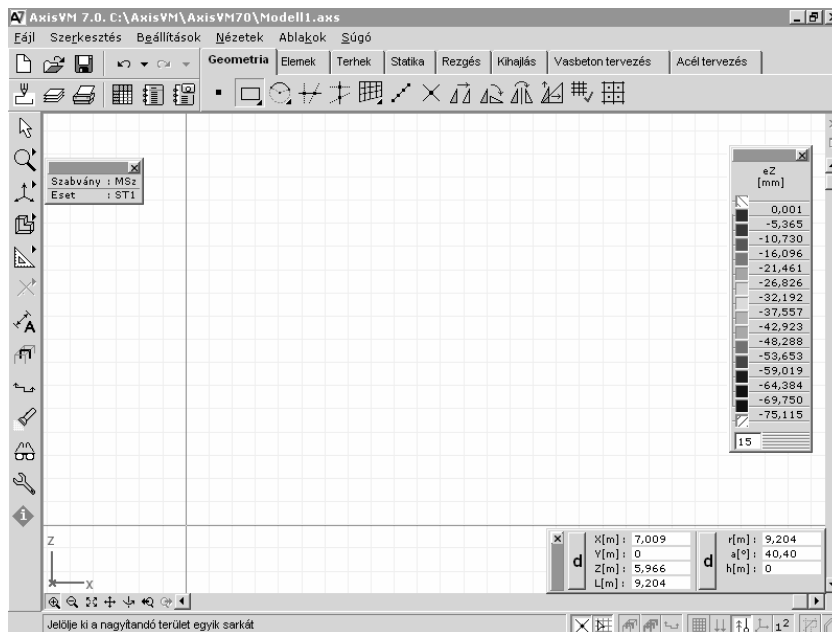 AxisVM 7.0. C:\AxisVM\AxisVM70\Modell1.axs
Fájl Szerkesztés Beállítások Nézetek Ablakok Súgó
Geometria Elemek Terhek Statika Rezgés Kihajlás Vasbeton tervezés Acél tervezés
Szabvány : MSz
Eset : ST1
eZ
[mm]
0,001
-5,365
-10,730
-16,096
-21,461
-26,826
-32,192
-37,557
-42,923
-48,288
-53,653
-59,019
-64,384
-69,750
-75,115
15
A
Z
X
d
X[m]: 7,009
Y[m]: 0
Z[m]: 5,966
L[m]: 9,204
d
r[m]: 9,204
a[°]: 40,40
h[m]: 0
Jelölje ki a nagyítandó terület egyik sarkát
1²